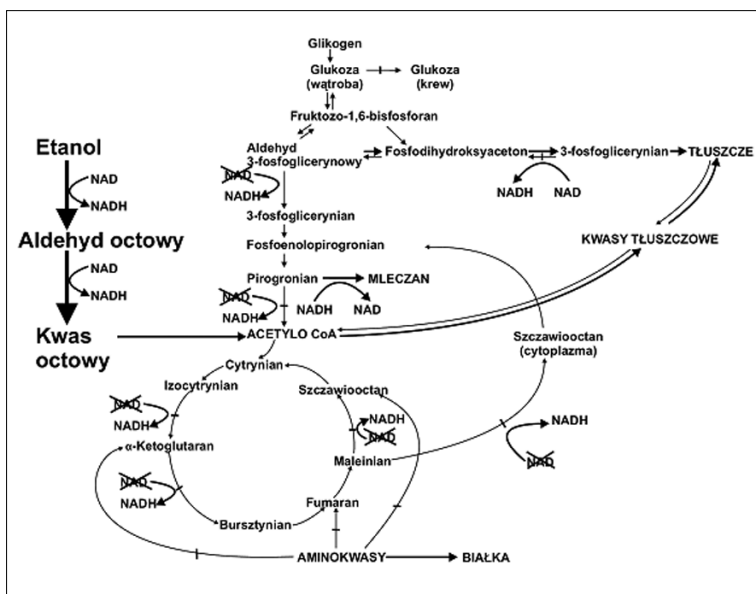 Glikogen
Glukoza
(wątroba)
Glukoza
(krew)
Fruktozo-1,6-bisfosforan
Etanol
NAD
NADH
Aldehyd octowy
NAD
NADH
Kwas
octowy
Aldehyd
3-fosfoglicerynowy
Fosfodihydroksyaceton
3-fosfoglicerynian
TŁUSZCZE
NAD
NADH
NADH
NAD
3-fosfoglicerynian
Fosfoenolopirogronian
KWASY TŁUSZCZOWE
Pirogronian
MLECZAN
NAD
NADH
NADH
NAD
ACETYLO CoA
Szczawiooctan
(cytoplazma)
Cytrynian
Izocytrynian
Szczawiooctan
NAD
NADH
NADH
NAD
NADH
NAD
α-Ketoglutaran
Maleinian
NAD
NADH
Fumaran
Bursztynian
AMINOKWASY
BIAŁKA